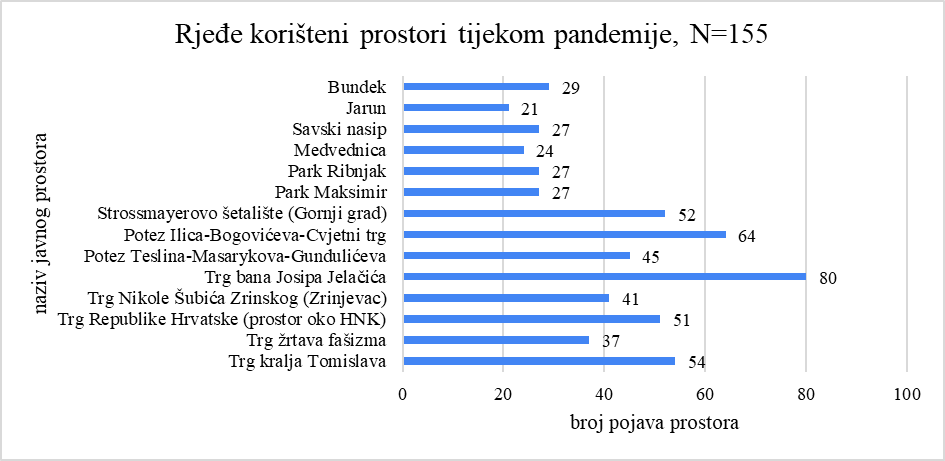 Rjeđe korišteni prostori tijekom pandemije, N=155
naziv javnog prostora
Bundek 29
Jarun 21
Savski nasip 27
Medvednica 24
Park Ribnjak 27
Park Maksimir 27
Strossmayerovo šetalište (Gornji grad) 52
Potez Ilica-Bogovićeva-Cvjetni trg 64
Potez Teslina-Masarykova-Gundulićeva 45
Trg bana Josipa Jelačića 80
Trg Nikole Šubića Zrinskog (Zrinjevac) 41
Trg Republike Hrvatske (prostor oko HNK) 51
Trg žrtava fašizma 37
Trg kralja Tomislava 54
0 20 40 60 80 100
broj pojava prostora